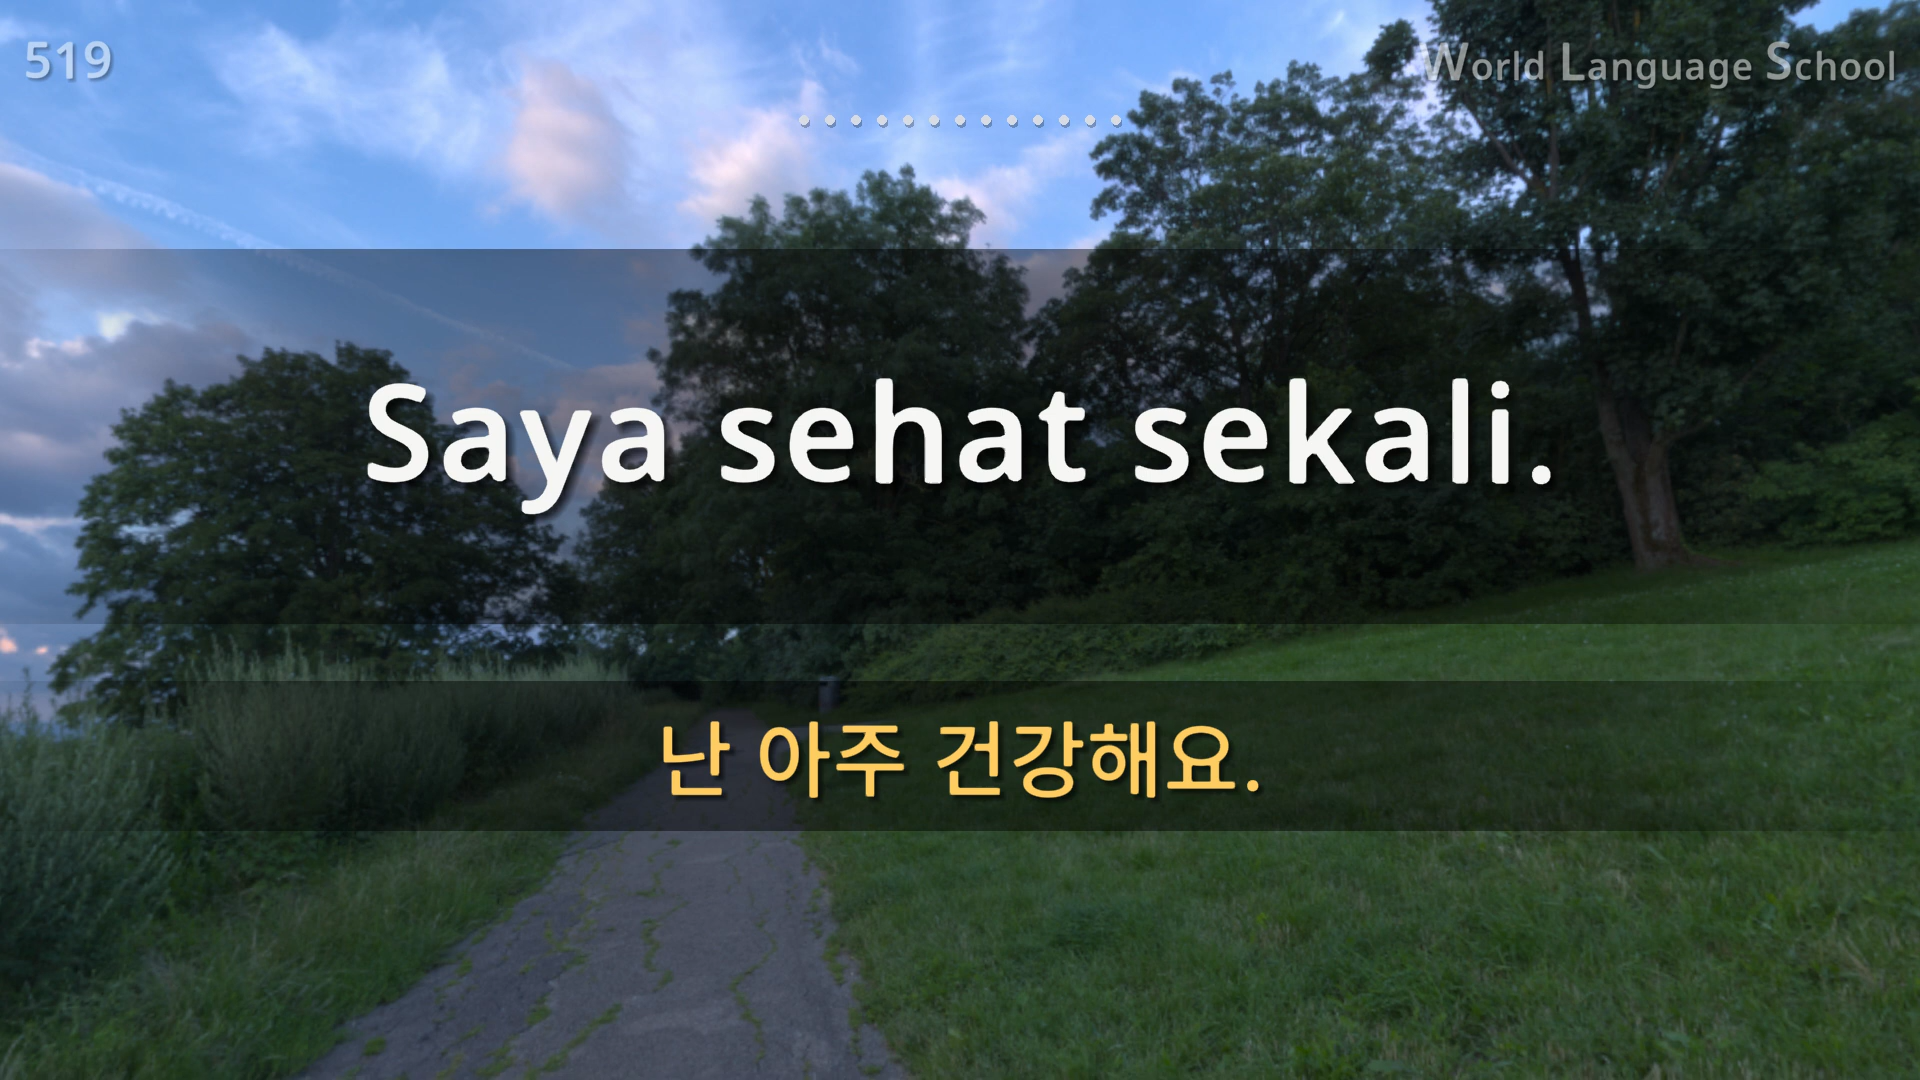 519
World Language School
Saya sehat sekali.
난 아주 건강해요.